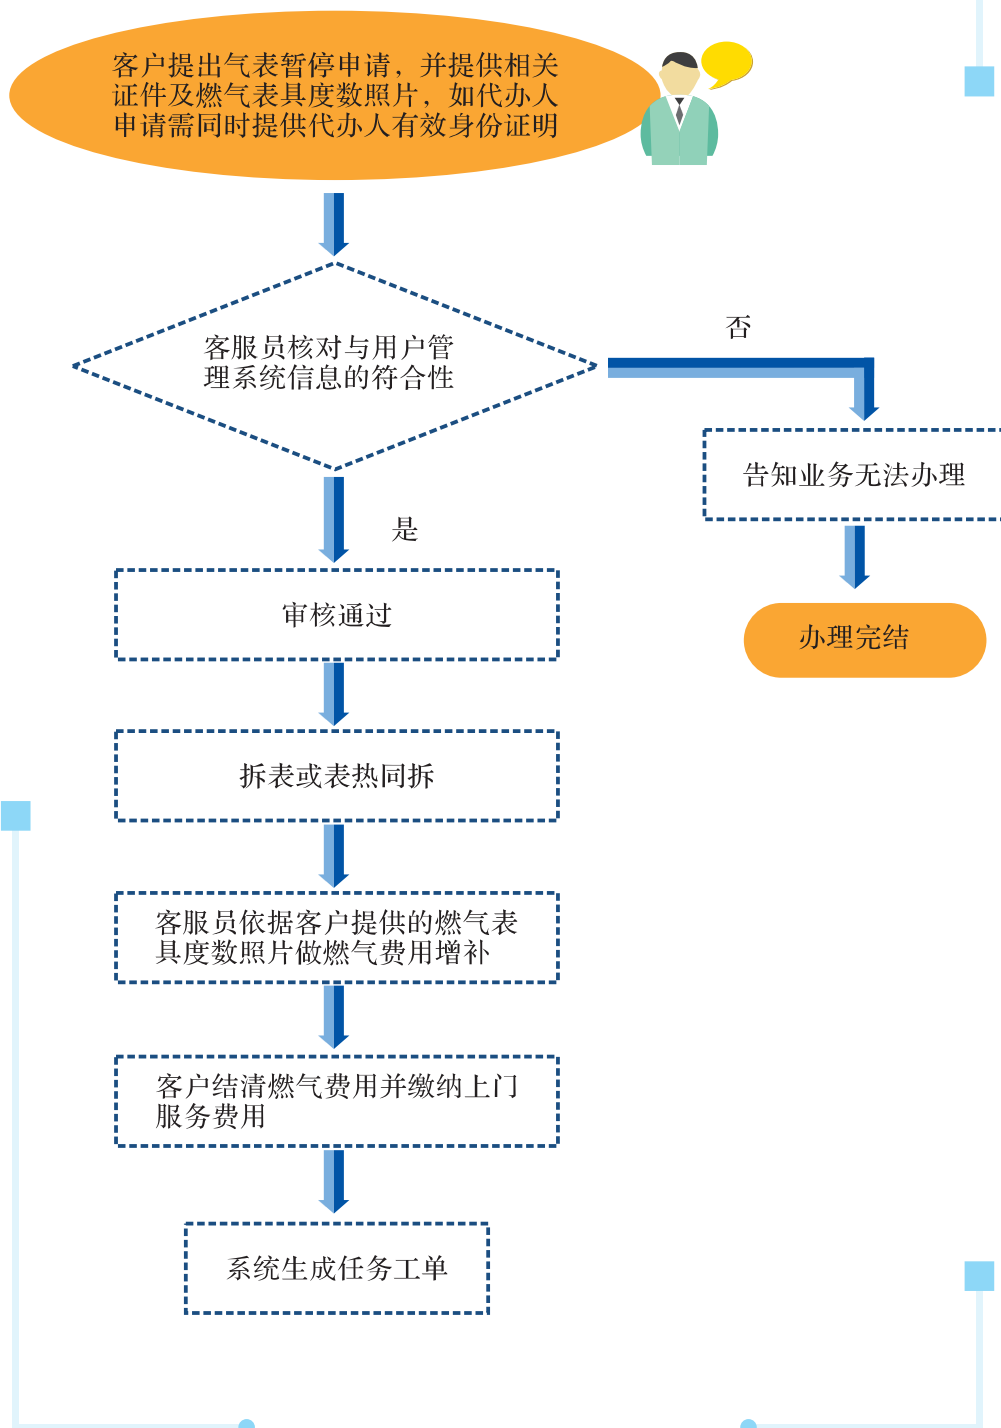 客户提出气表暂停申请，并提供相关
证件及燃气表具度数照片，如代办人
申请需同时提供代办人有效身份证明
客服员核对与用户管
理系统信息的符合性
否
告知业务无法办理
办理完结
是
审核通过
拆表或表热同拆
客服员依据客户提供的燃气表
具度数照片做燃气费用增补
客户结清燃气费用并缴纳上门
服务费用
系统生成任务工单